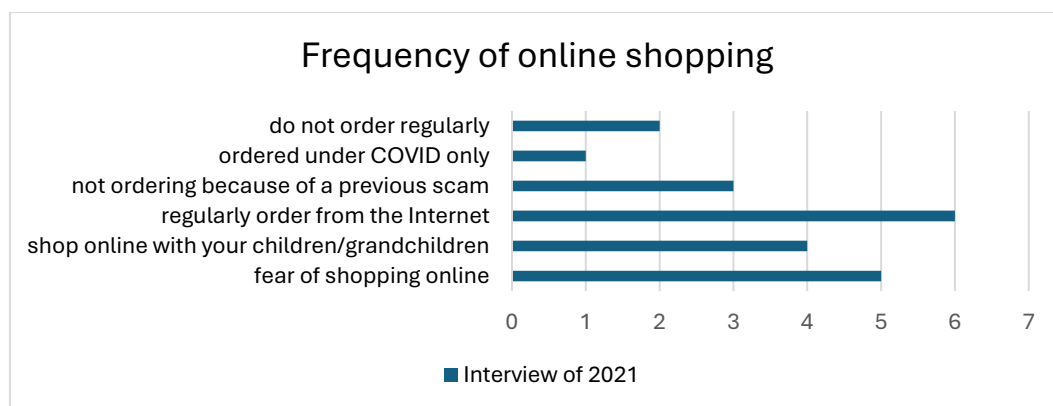 Frequency of online shopping
do not order regularly
ordered under COVID only
not ordering because of a previous scam
regularly order from the Internet
shop online with your children/grandchildren
fear of shopping online
0 1 2 3 4 5 6 7
Interview of 2021